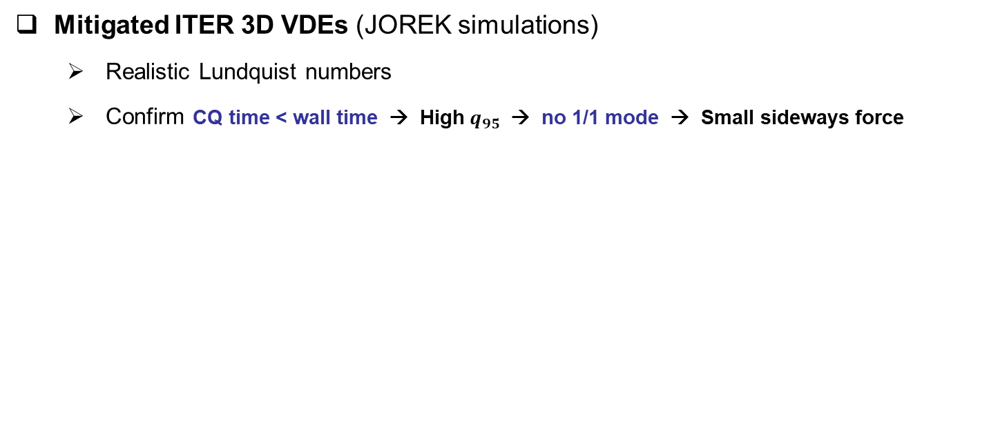 ❑ Mitigated ITER 3D VDEs (JOREK simulations)
➢ Realistic Lundquist numbers
➢ Confirm CQ time < wall time → High q₉₅ → no 1/1 mode → Small sideways force